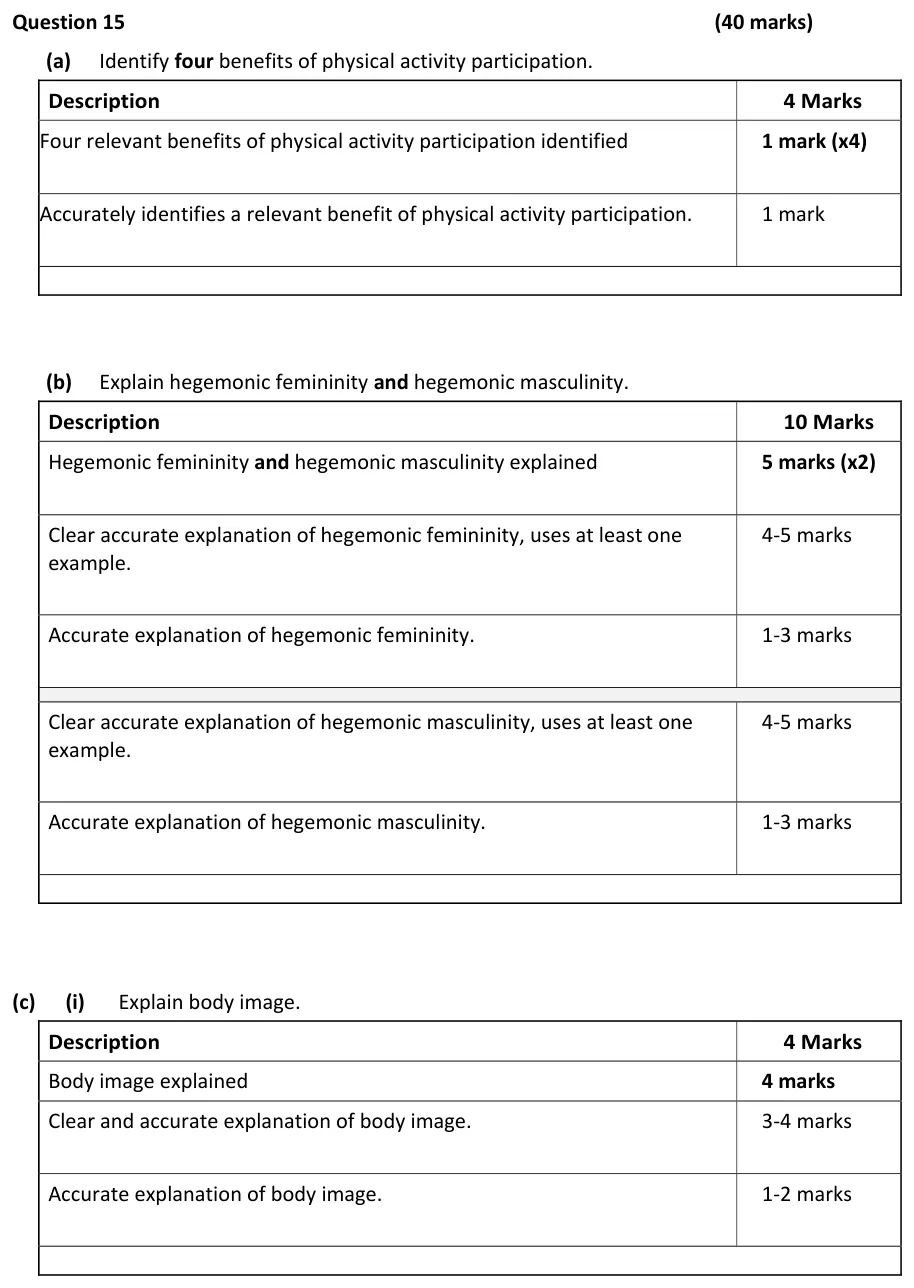 Question 15 (40 marks)
(a) Identify four benefits of physical activity participation.
Description 4 Marks
Four relevant benefits of physical activity participation identified 1 mark (x4)
Accurately identifies a relevant benefit of physical activity participation. 1 mark
(b) Explain hegemonic femininity and hegemonic masculinity.
Description 10 Marks
Hegemonic femininity and hegemonic masculinity explained 5 marks (x2)
Clear accurate explanation of hegemonic femininity, uses at least one 4-5 marks
example.
Accurate explanation of hegemonic femininity. 1-3 marks
Clear accurate explanation of hegemonic masculinity, uses at least one 4-5 marks
example.
Accurate explanation of hegemonic masculinity. 1-3 marks
(c) (i) Explain body image.
Description 4 Marks
Body image explained 4 marks
Clear and accurate explanation of body image. 3-4 marks
Accurate explanation of body image. 1-2 marks